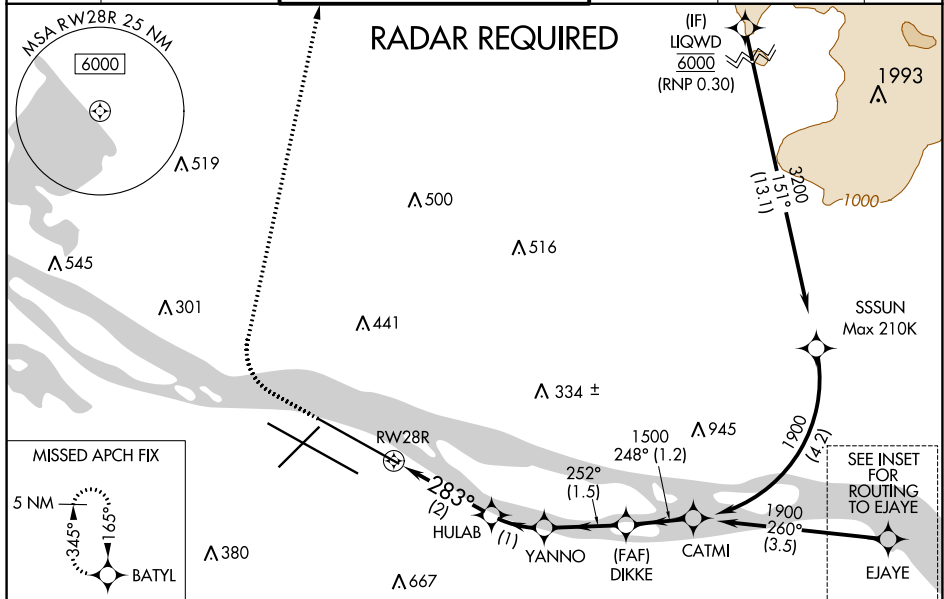 MSA RW28R 25 NM
6000
RADAR REQUIRED
(IF)
LIQWD
6000
(RNP 0.30)
1993
519
500
3200
151°
(13.1)
1000
516
545
301
441
SSSUN
Max 210K
334 ±
945
1900
(4.2)
MISSED APCH FIX
5 NM
345°
165°
BATYL
RW28R
1500
248° (1.2)
252°
(1.5)
SEE INSET
FOR
ROUTING
TO EJAYE
283°
(2)
HULAB
(1)
YANNO
(FAF)
DIKKE
CATMI
1900
260°
(3.5)
EJAYE
380
667